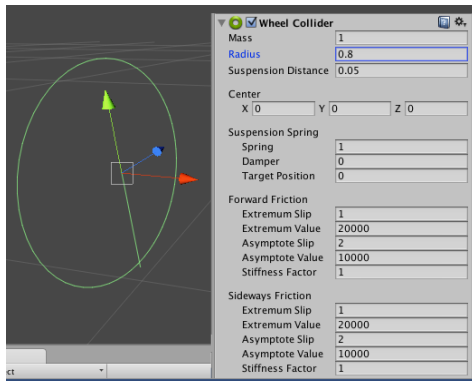 Wheel Collider
Mass 1
Radius 0.8
Suspension Distance 0.05
Center
X 0 Y 0 Z 0
Suspension Spring
Spring 1
Damper 0
Target Position 0
Forward Friction
Extremum Slip 1
Extremum Value 20000
Asymptote Slip 2
Asymptote Value 10000
Stiffness Factor 1
Sideways Friction
Extremum Slip 1
Extremum Value 20000
Asymptote Slip 2
Asymptote Value 10000
Stiffness Factor 1
ct